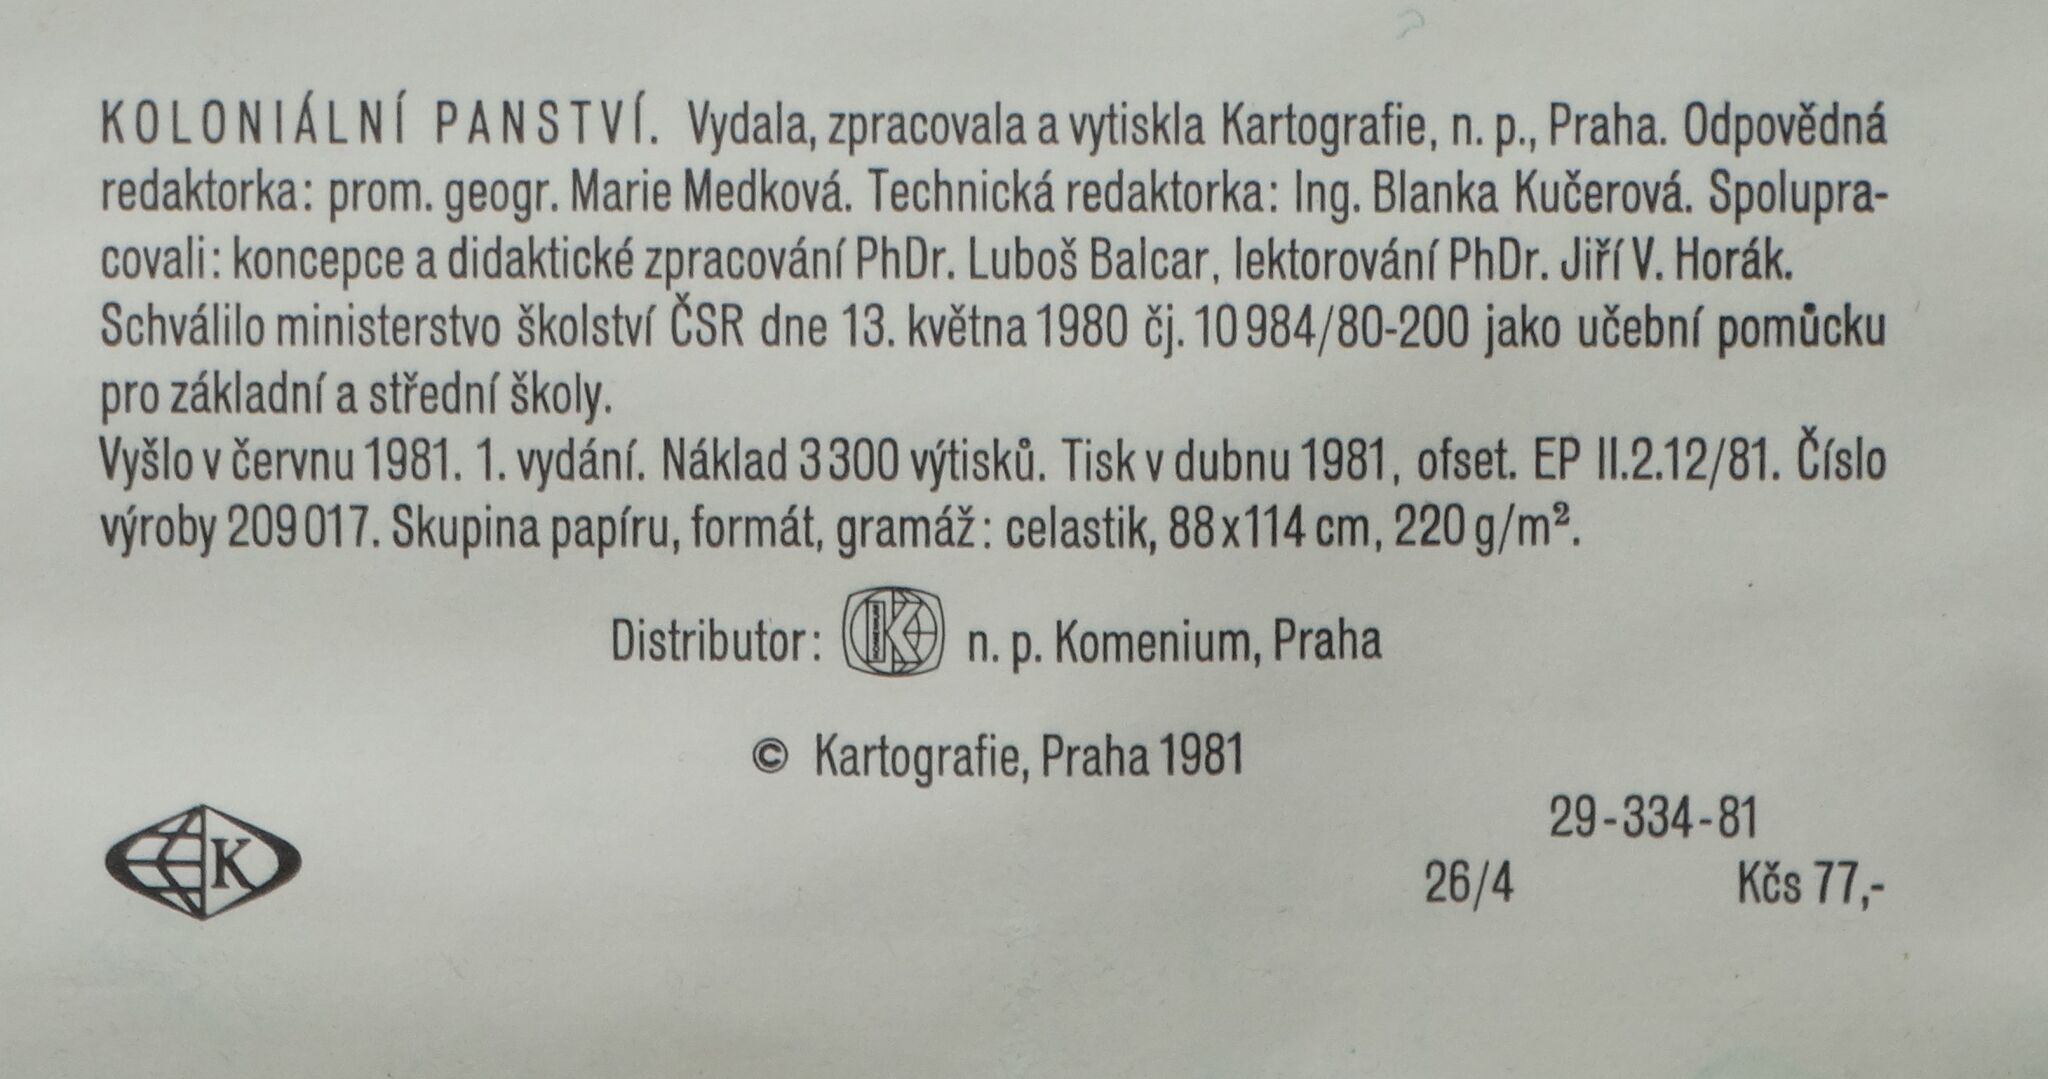 KOLONIÁLNÍ PANSTVÍ. Vydala, zpracovala a vytiskla Kartografie, n. p., Praha. Odpovědná
redaktorka: prom. geogr. Marie Medková. Technická redaktorka: Ing. Blanka Kučerová. Spolupra-
covali: koncepce a didaktické zpracování PhDr. Luboš Balcar, lektorování PhDr. Jiří V. Horák.
Schválilo ministerstvo školství ČSR dne 13. května 1980 čj. 10 984/80-200 jako učební pomůcku
pro základní a střední školy.
Vyšlo v červnu 1981. 1. vydání. Náklad 3 300 výtisků. Tisk v dubnu 1981, ofset. EP II.2.12/81. Číslo
výroby 209 017. Skupina papíru, formát, gramáž: celastik, 88 x 114 cm, 220 g/m².
Distributor: KOMENIUM K n. p. Komenium, Praha
© Kartografie, Praha 1981
K
29-334-81
26/4 Kčs 77,-